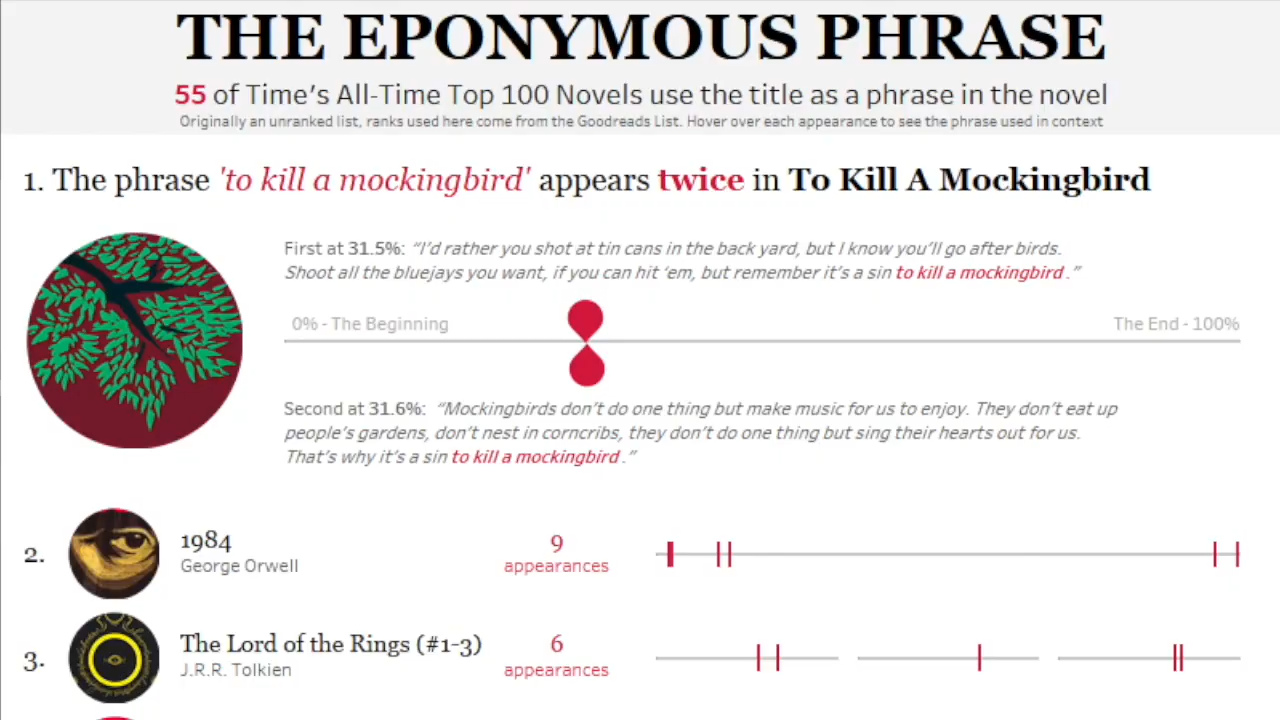 THE EPONYMOUS PHRASE
55 of Time's All-Time Top 100 Novels use the title as a phrase in the novel
Originally an unranked list, ranks used here come from the Goodreads List. Hover over each appearance to see the phrase used in context
1. The phrase 'to kill a mockingbird' appears twice in To Kill A Mockingbird
First at 31.5%: “I'd rather you shot at tin cans in the back yard, but I know you'll go after birds.
Shoot all the bluejays you want, if you can hit ‘em, but remember it's a sin to kill a mockingbird .”
0% - The Beginning
The End - 100%
Second at 31.6%: “Mockingbirds don't do one thing but make music for us to enjoy. They don't eat up
people's gardens, don't nest in corncribs, they don't do one thing but sing their hearts out for us.
That's why it's a sin to kill a mockingbird .”
2.
1984
George Orwell
9
appearances
3.
The Lord of the Rings (#1-3)
J.R.R. Tolkien
6
appearances